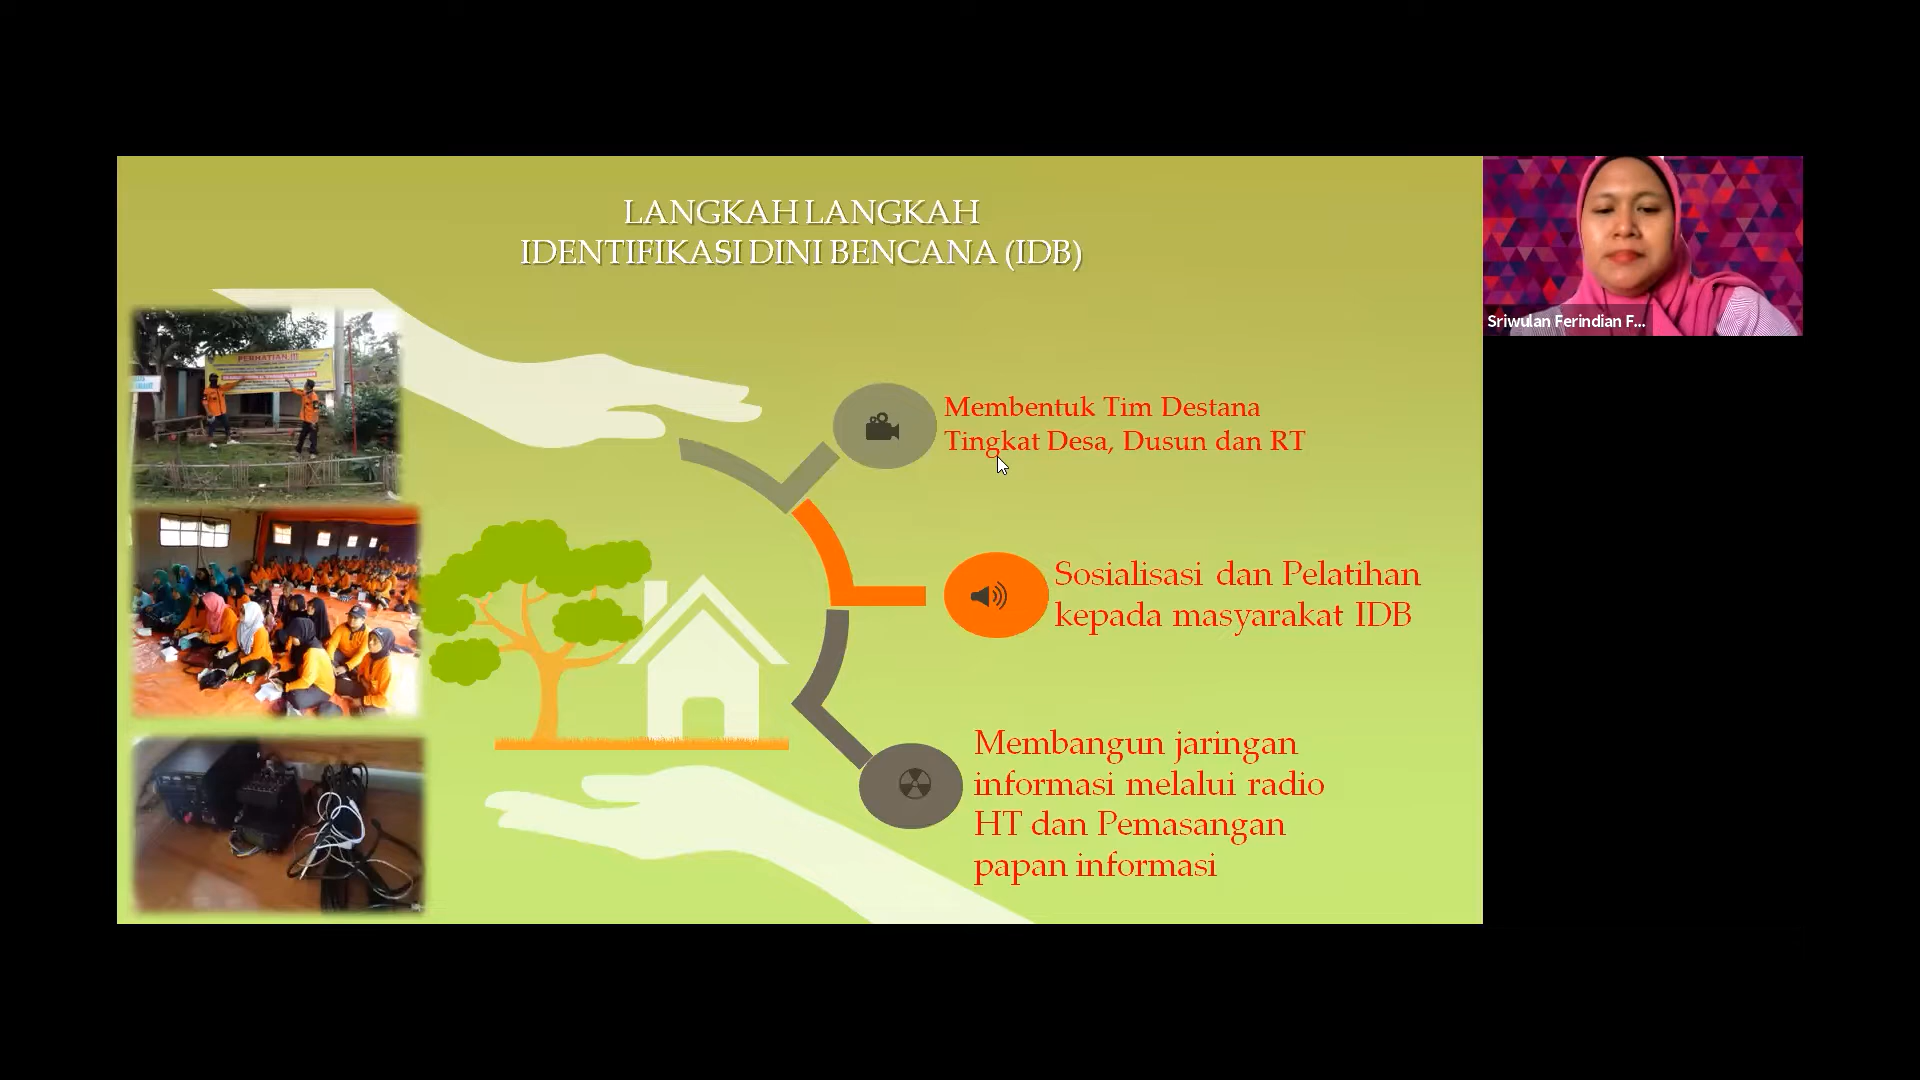 LANGKAH LANGKAH
IDENTIFIKASI DINI BENCANA (IDB)
PERHATIAN !!!
Membentuk Tim Destana
Tingkat Desa, Dusun dan RT
Sosialisasi dan Pelatihan
kepada masyarakat IDB
Membangun jaringan
informasi melalui radio
HT dan Pemasangan
papan informasi
Sriwulan Ferindian F...